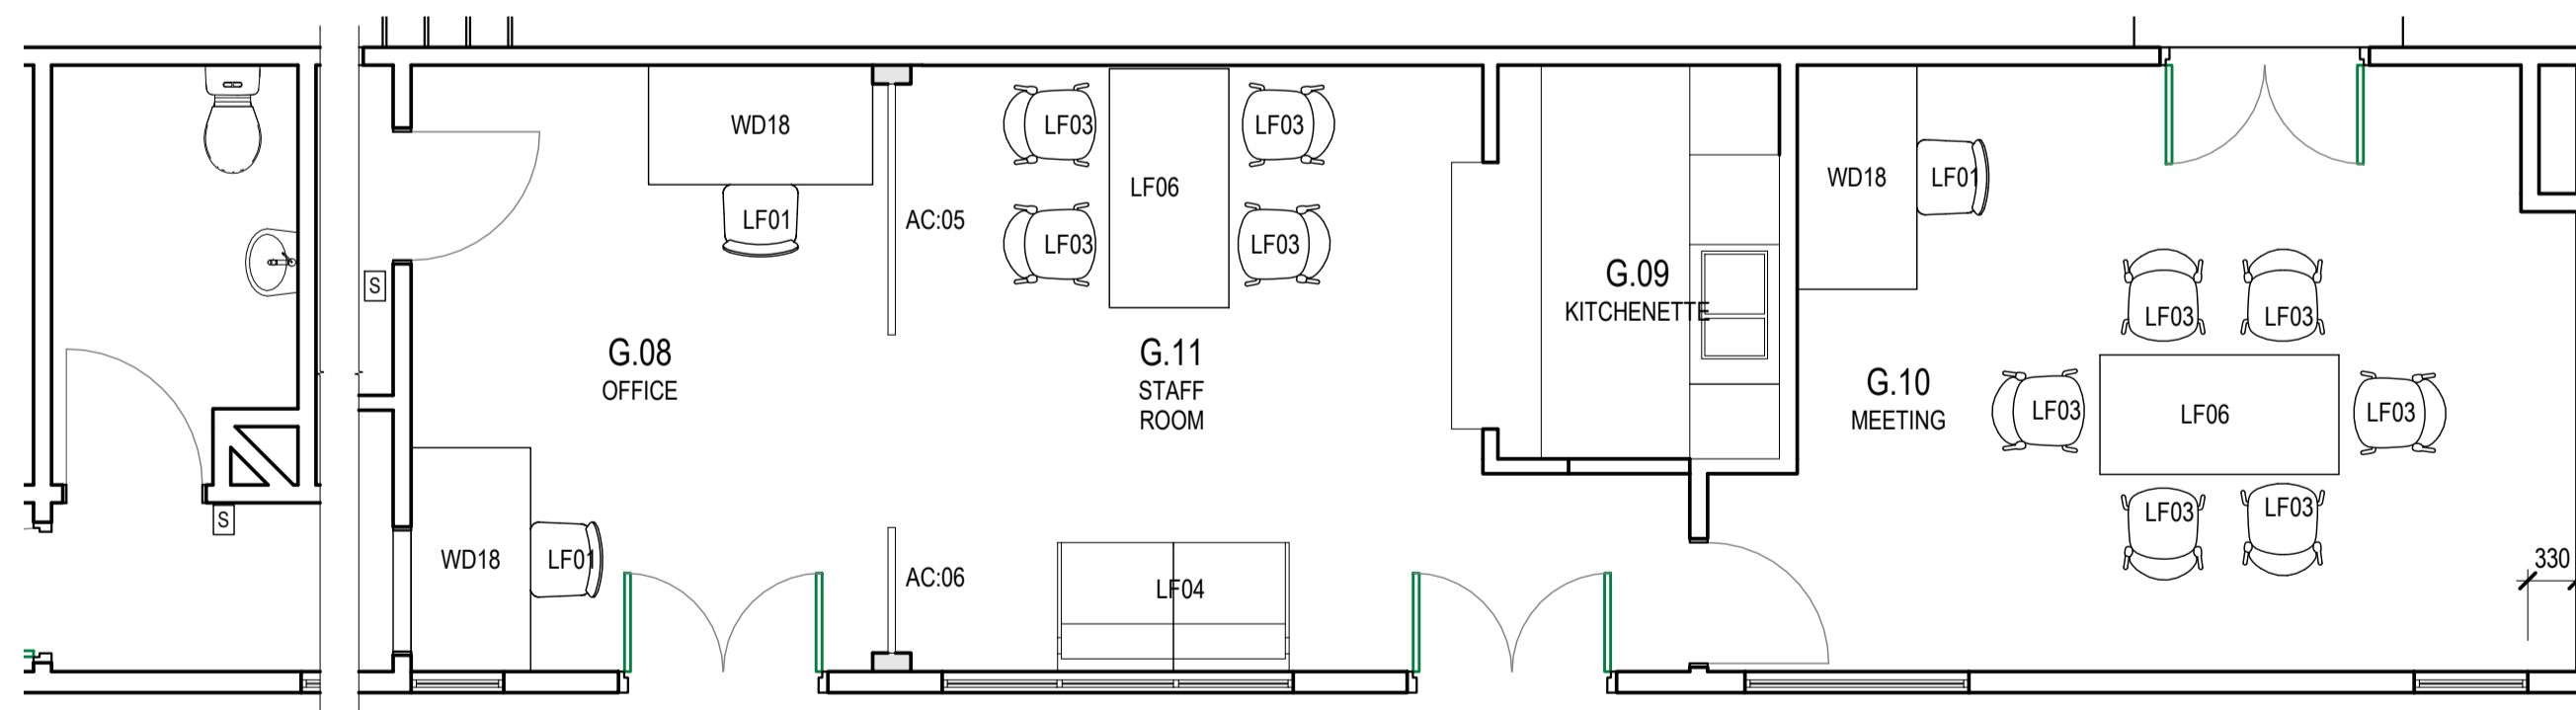 WD18
LF03
LF03
LF06
WD18
LF01
LF01
AC:05
LF03
LF03
S
G.09
KITCHENETTE
LF03
LF03
G.08
OFFICE
G.11
STAFF
ROOM
G.10
MEETING
LF03
LF06
LF03
S
LF03
LF03
WD18
LF01
AC:06
LF04
330